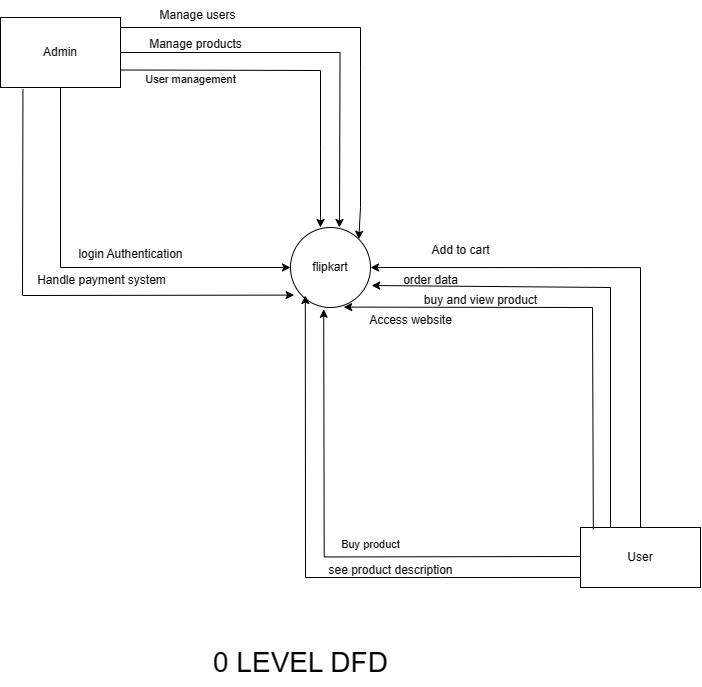 Manage users
Manage products
Admin
User management
login Authentication
flipkart
Handle payment system
Add to cart
order data
buy and view product
Access website
Buy product
User
see product description
0 LEVEL DFD